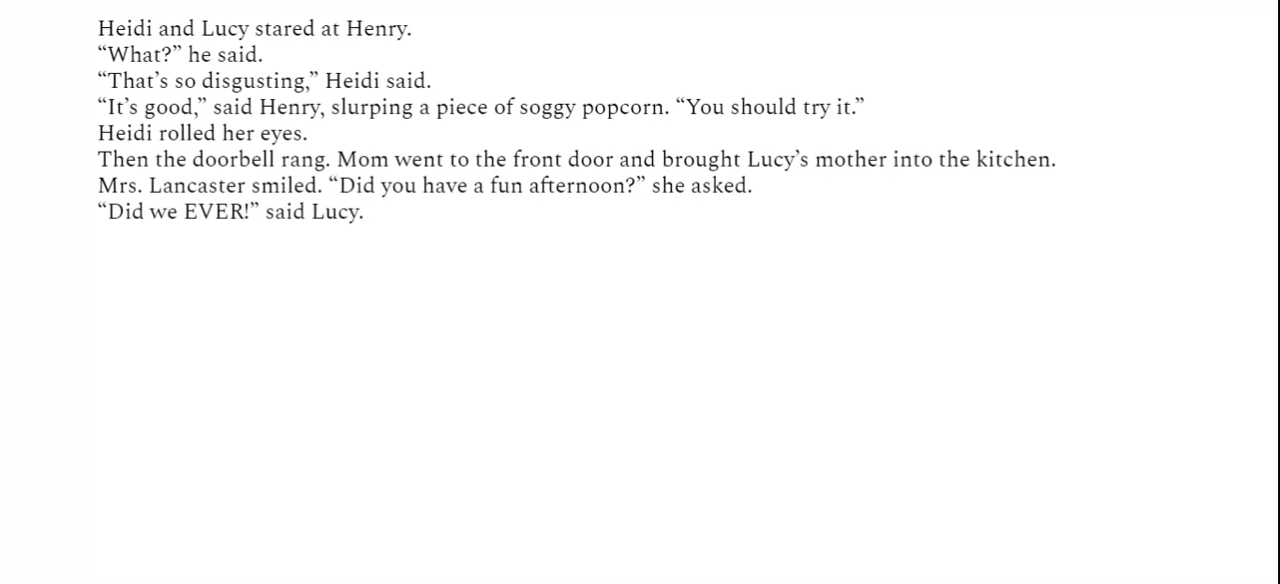 Heidi and Lucy stared at Henry.
“What?” he said.
“That’s so disgusting,” Heidi said.
“It’s good,” said Henry, slurping a piece of soggy popcorn. “You should try it.”
Heidi rolled her eyes.
Then the doorbell rang. Mom went to the front door and brought Lucy’s mother into the kitchen.
Mrs. Lancaster smiled. “Did you have a fun afternoon?” she asked.
“Did we EVER!” said Lucy.